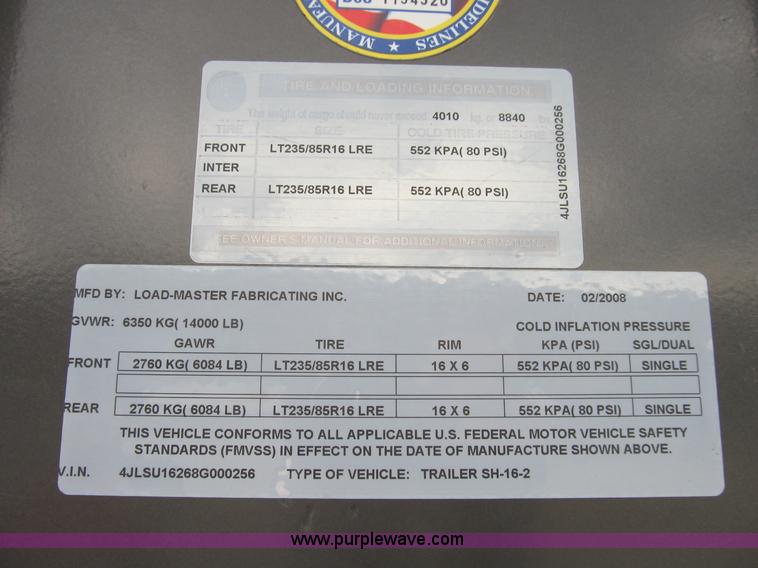 MANUFA
IDELINES
TIRE AND LOADING INFORMATION
The weight of cargo should never exceed 4010 kg. or 8840 lbs.
TIRE SIZE COLD TIRE PRESSURE
FRONT LT235/85R16 LRE 552 KPA( 80 PSI)
INTER
REAR LT235/85R16 LRE 552 KPA( 80 PSI)
EE OWNER'S MANUAL FOR ADDITIONAL INFORMATION.
4JLSU16268G000256
MFD BY: LOAD-MASTER FABRICATING INC. DATE: 02/2008
GVWR: 6350 KG( 14000 LB) COLD INFLATION PRESSURE
GAWR TIRE RIM KPA (PSI) SGL/DUAL
FRONT 2760 KG( 6084 LB) LT235/85R16 LRE 16 X 6 552 KPA( 80 PSI) SINGLE
REAR 2760 KG( 6084 LB) LT235/85R16 LRE 16 X 6 552 KPA( 80 PSI) SINGLE
THIS VEHICLE CONFORMS TO ALL APPLICABLE U.S. FEDERAL MOTOR VEHICLE SAFETY
STANDARDS (FMVSS) IN EFFECT ON THE DATE OF MANUFACTURE SHOWN ABOVE.
V.I.N. 4JLSU16268G000256 TYPE OF VEHICLE: TRAILER SH-16-2
www.purplewave.com